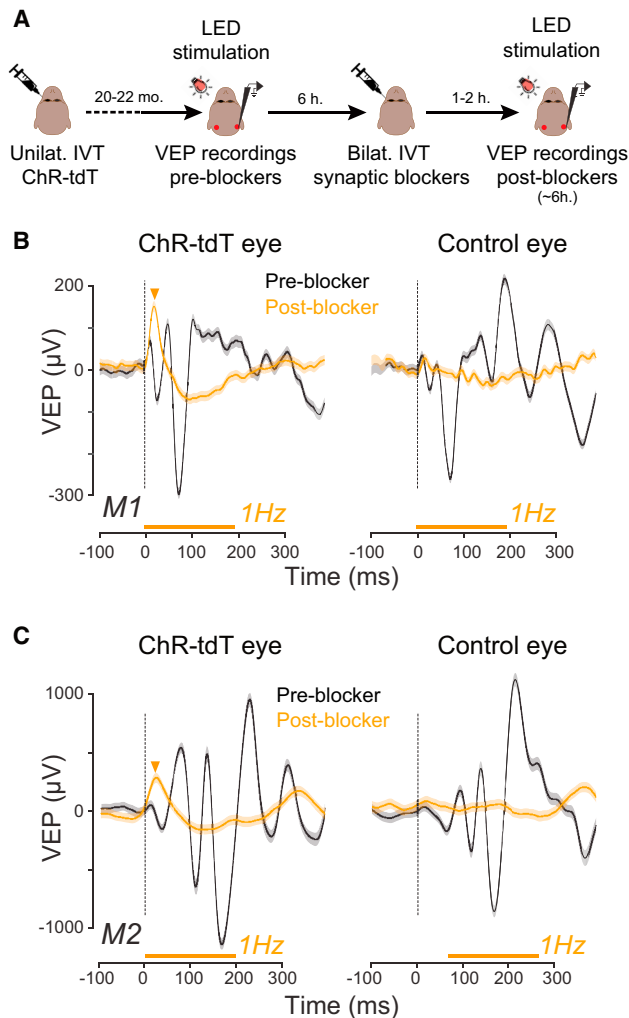 A
LED
stimulation
LED
stimulation
20-22 mo.
6 h.
1-2 h.
Unilat. IVT
ChR-tdT
VEP recordings
pre-blockers
Bilat. IVT
synaptic blockers
VEP recordings
post-blockers
(~6h.)
B
ChR-tdT eye
Control eye
Pre-blocker
Post-blocker
200
0
-300
VEP (µV)
M1
1Hz
1Hz
-100 0 100 200 300
-100 0 100 200 300
Time (ms)
C
ChR-tdT eye
Control eye
Pre-blocker
Post-blocker
1000
0
-1000
VEP (µV)
M2
1Hz
1Hz
-100 0 100 200 300
-100 0 100 200 300
Time (ms)